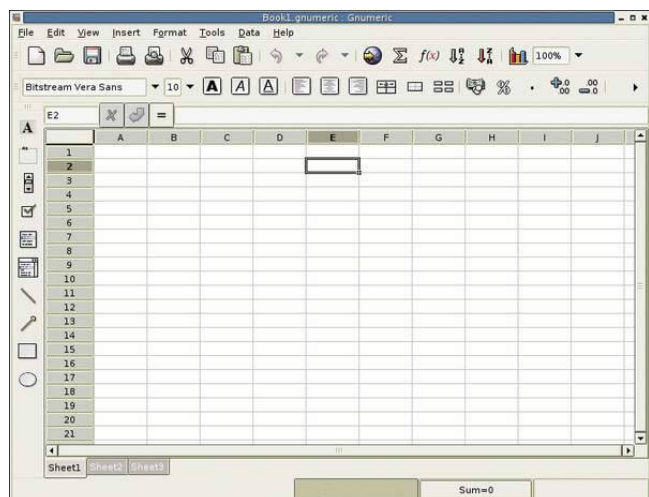 Book1.gnumeric : Gnumeric
File Edit View Insert Format Tools Data Help
f(x) 100%
Bitstream Vera Sans 10 A A A % .00 .00
E2 =
A B C D E F G H I J
1
2
3
4
5
6
7
8
9
10
11
12
13
14
15
16
17
18
19
20
21
Sheet1 Sheet2 Sheet3
Sum=0